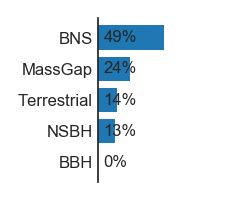 BNS 49%
MassGap 24%
Terrestrial 14%
NSBH 13%
BBH 0%